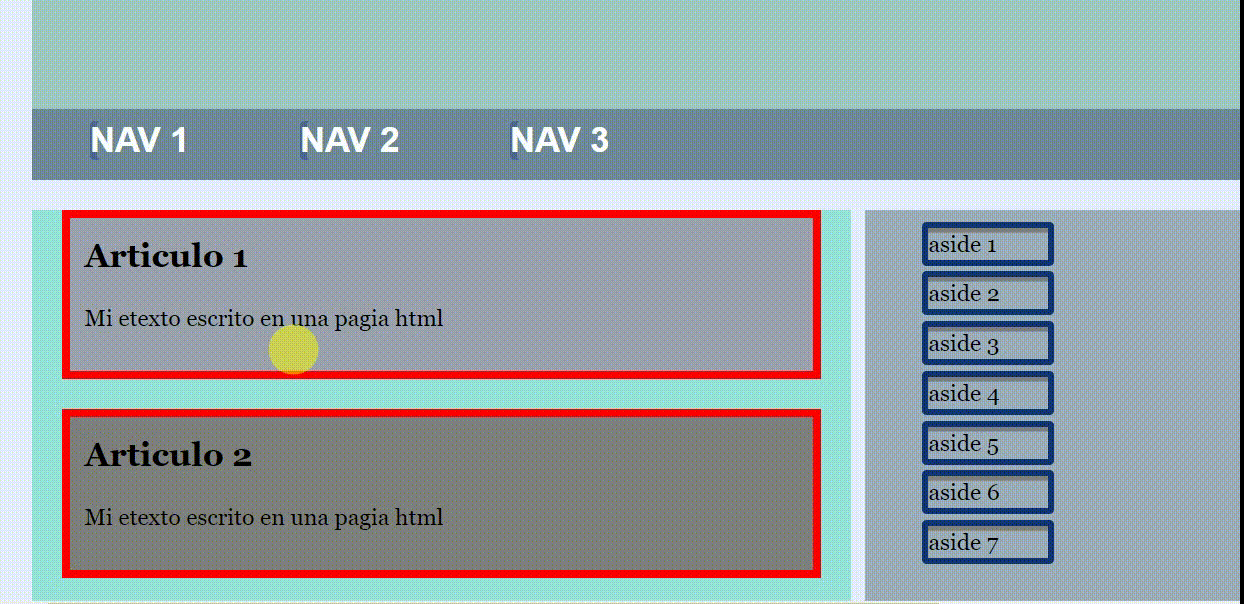 NAV 1 NAV 2 NAV 3
Articulo 1
Mi etexto escrito en una pagia html
Articulo 2
Mi etexto escrito en una pagia html
aside 1
aside 2
aside 3
aside 4
aside 5
aside 6
aside 7